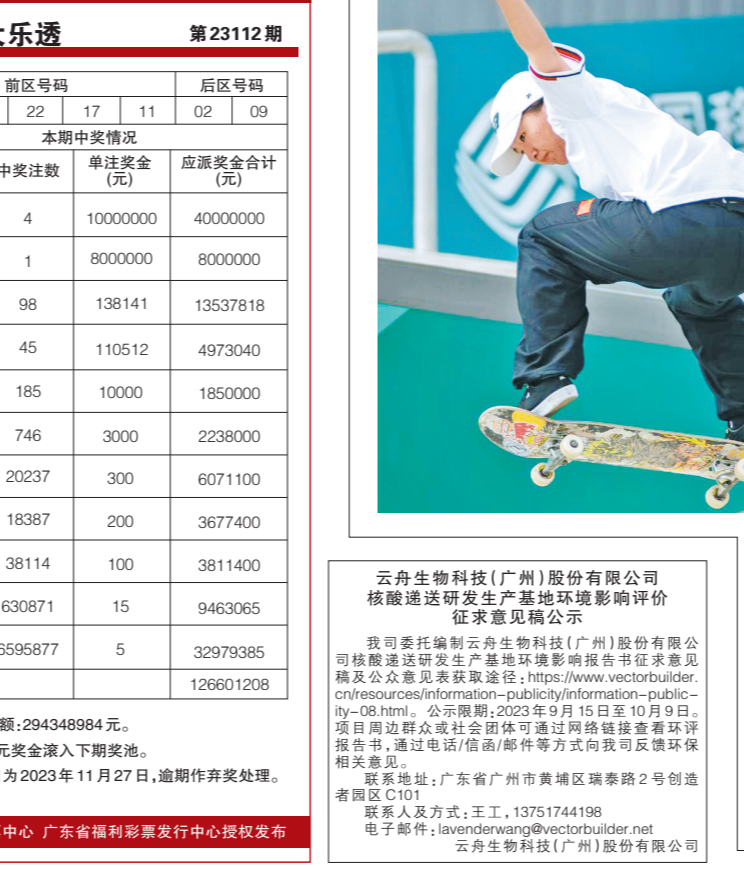 大乐透 第23112期
前区号码 后区号码
22 17 11 02 09
本期中奖情况
中奖注数 单注奖金(元) 应派奖金合计(元)
4 10000000 40000000
1 8000000 8000000
98 138141 13537818
45 110512 4973040
185 10000 1850000
746 3000 2238000
20237 300 6071100
18387 200 3677400
38114 100 3811400
630871 15 9463065
6595877 5 32979385
126601208
额:294348984元。
元奖金滚入下期奖池。
为2023年11月27日,逾期作弃奖处理。
中心 广东省福利彩票发行中心授权发布
云舟生物科技(广州)股份有限公司
核酸递送研发生产基地环境影响评价
征求意见稿公示
我司委托编制云舟生物科技(广州)股份有限公
司核酸递送研发生产基地环境影响报告书征求意见
稿及公众意见表获取途径:https://www.vectorbuilder.
cn/resources/information-publicity/information-public-
ity-08.html。公示限期:2023年9月15日至10月9日。
项目周边群众或社会团体可通过网络链接查看环评
报告书,通过电话/信函/邮件等方式向我司反馈环保
相关意见。
联系地址:广东省广州市黄埔区瑞泰路2号创造
者园区C101
联系人及方式:王工,13751744198
电子邮件:lavenderwang@vectorbuilder.net
云舟生物科技(广州)股份有限公司